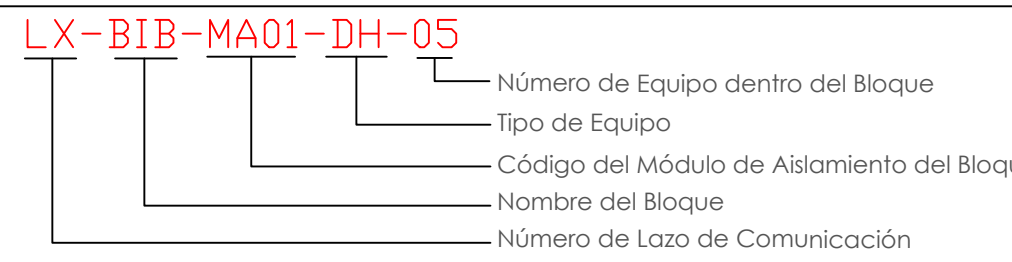 LX-BIB-MA01-DH-05
Número de Equipo dentro del Bloque
Tipo de Equipo
Código del Módulo de Aislamiento del
Nombre del Bloque
Número de Lazo de Comunicación